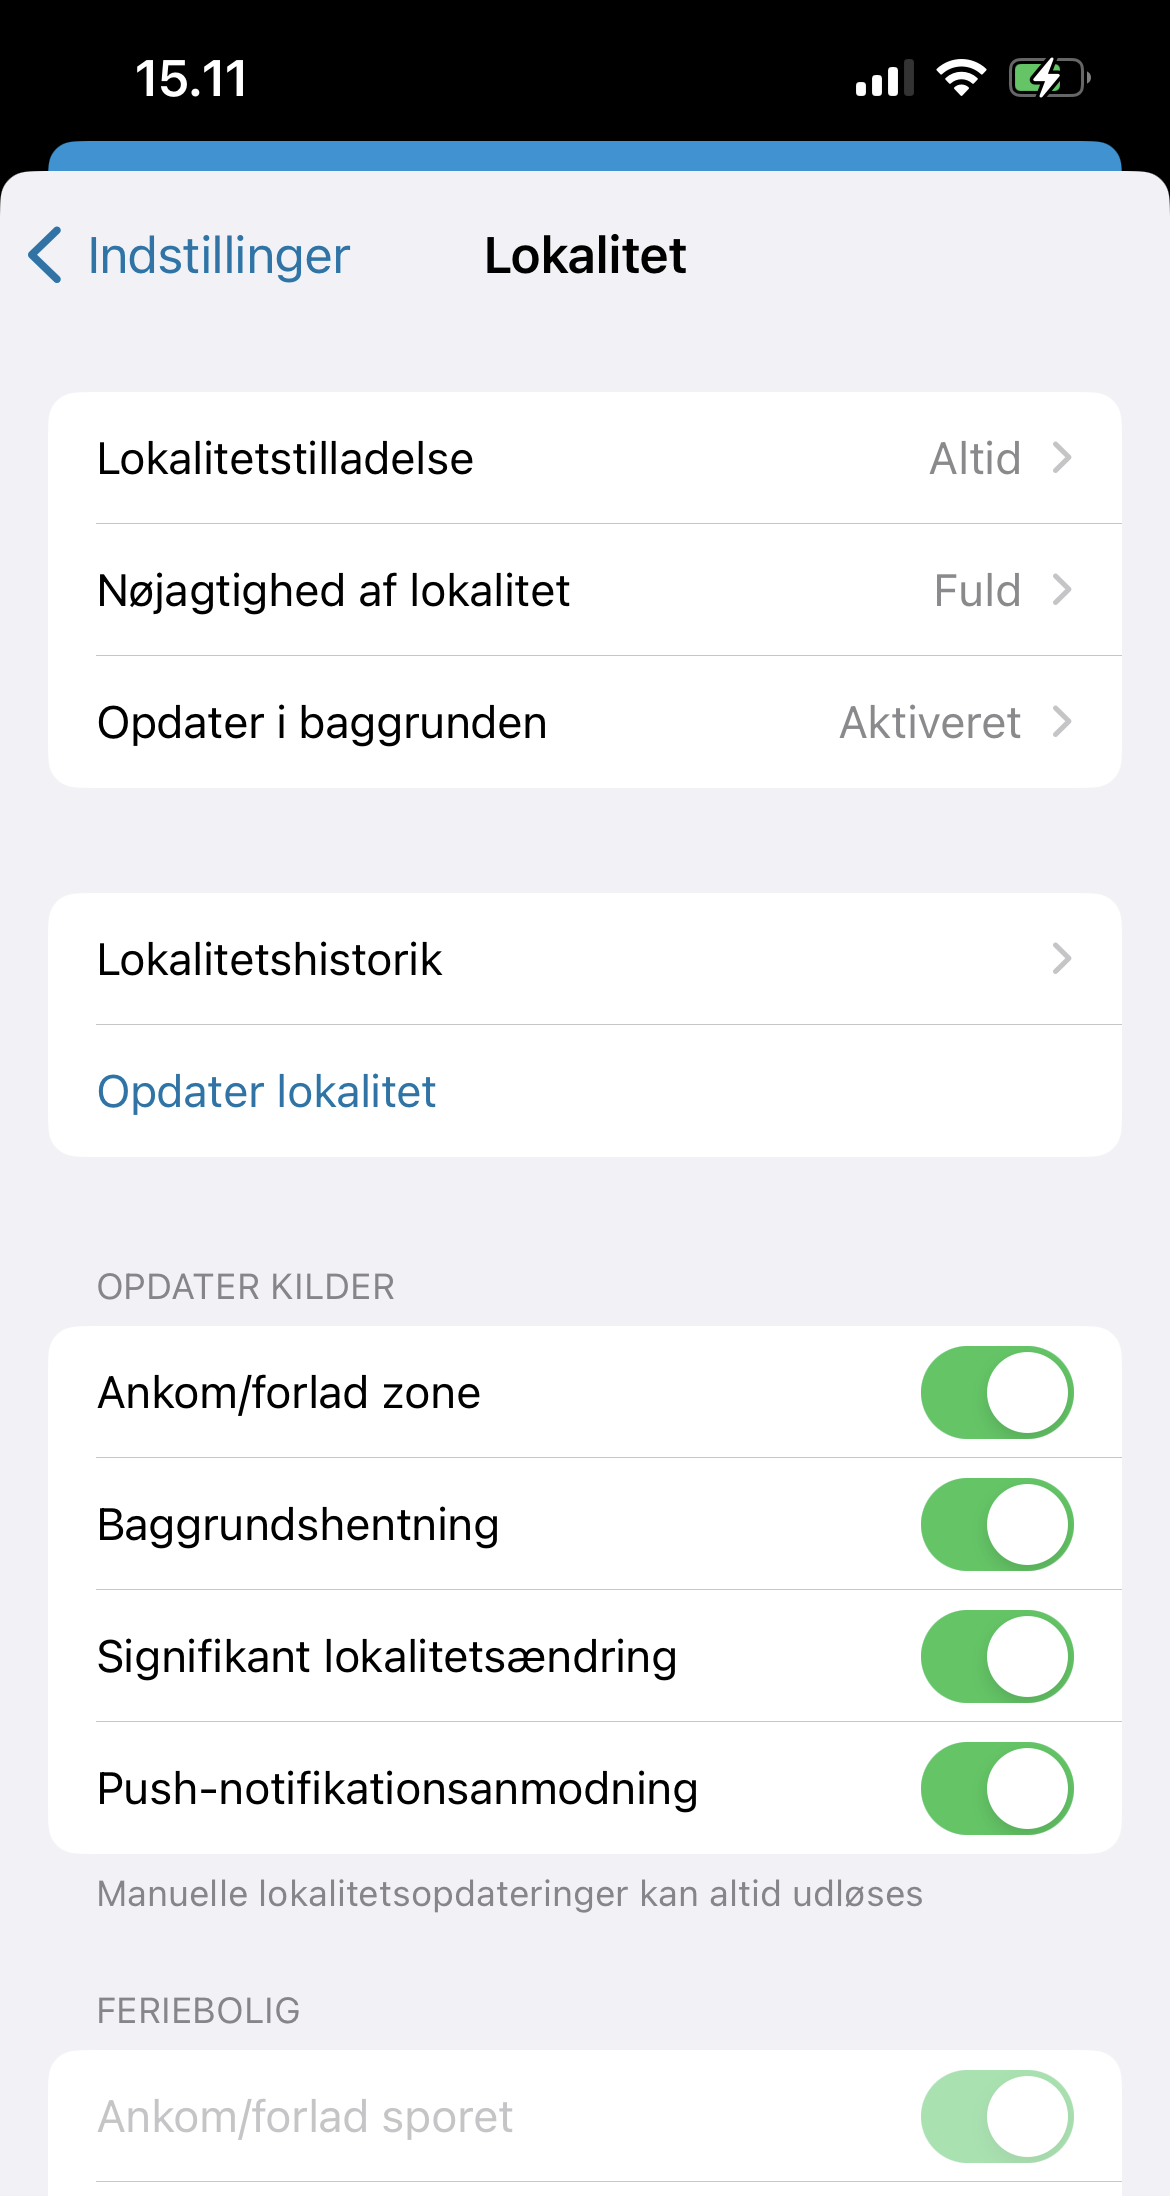 15.11
Indstillinger
Lokalitet
Lokalitetstilladelse Altid
Nøjagtighed af lokalitet Fuld
Opdater i baggrunden Aktiveret
Lokalitetshistorik
Opdater lokalitet
OPDATER KILDER
Ankom/forlad zone
Baggrundshentning
Signifikant lokalitetsændring
Push-notifikationsanmodning
Manuelle lokalitetsopdateringer kan altid udløses
FERIEBOLIG
Ankom/forlad sporet